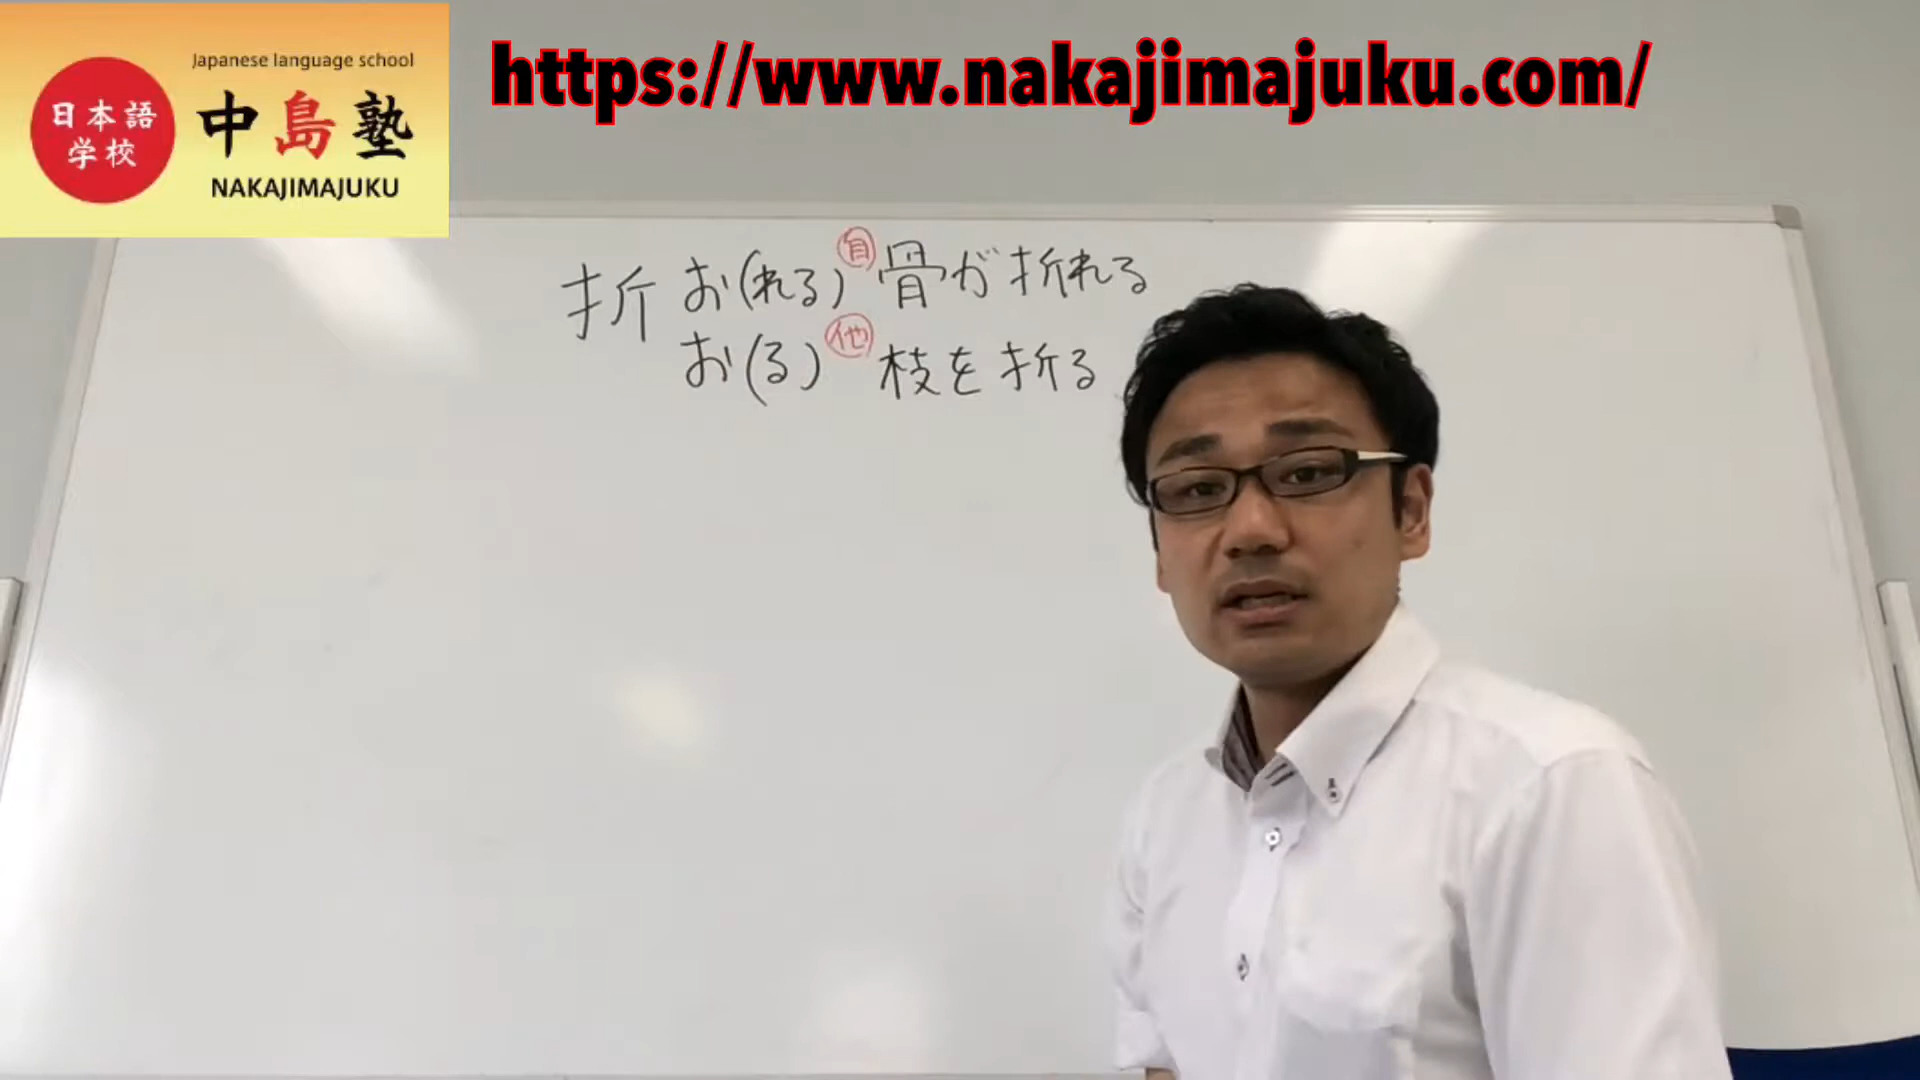 Japanese language school
日本語
学校
中島塾
NAKAJIMAJUKU
https://www.nakajimajuku.com/
折 お(れる) 自 骨が折れる
お(る) 他 枝を折る